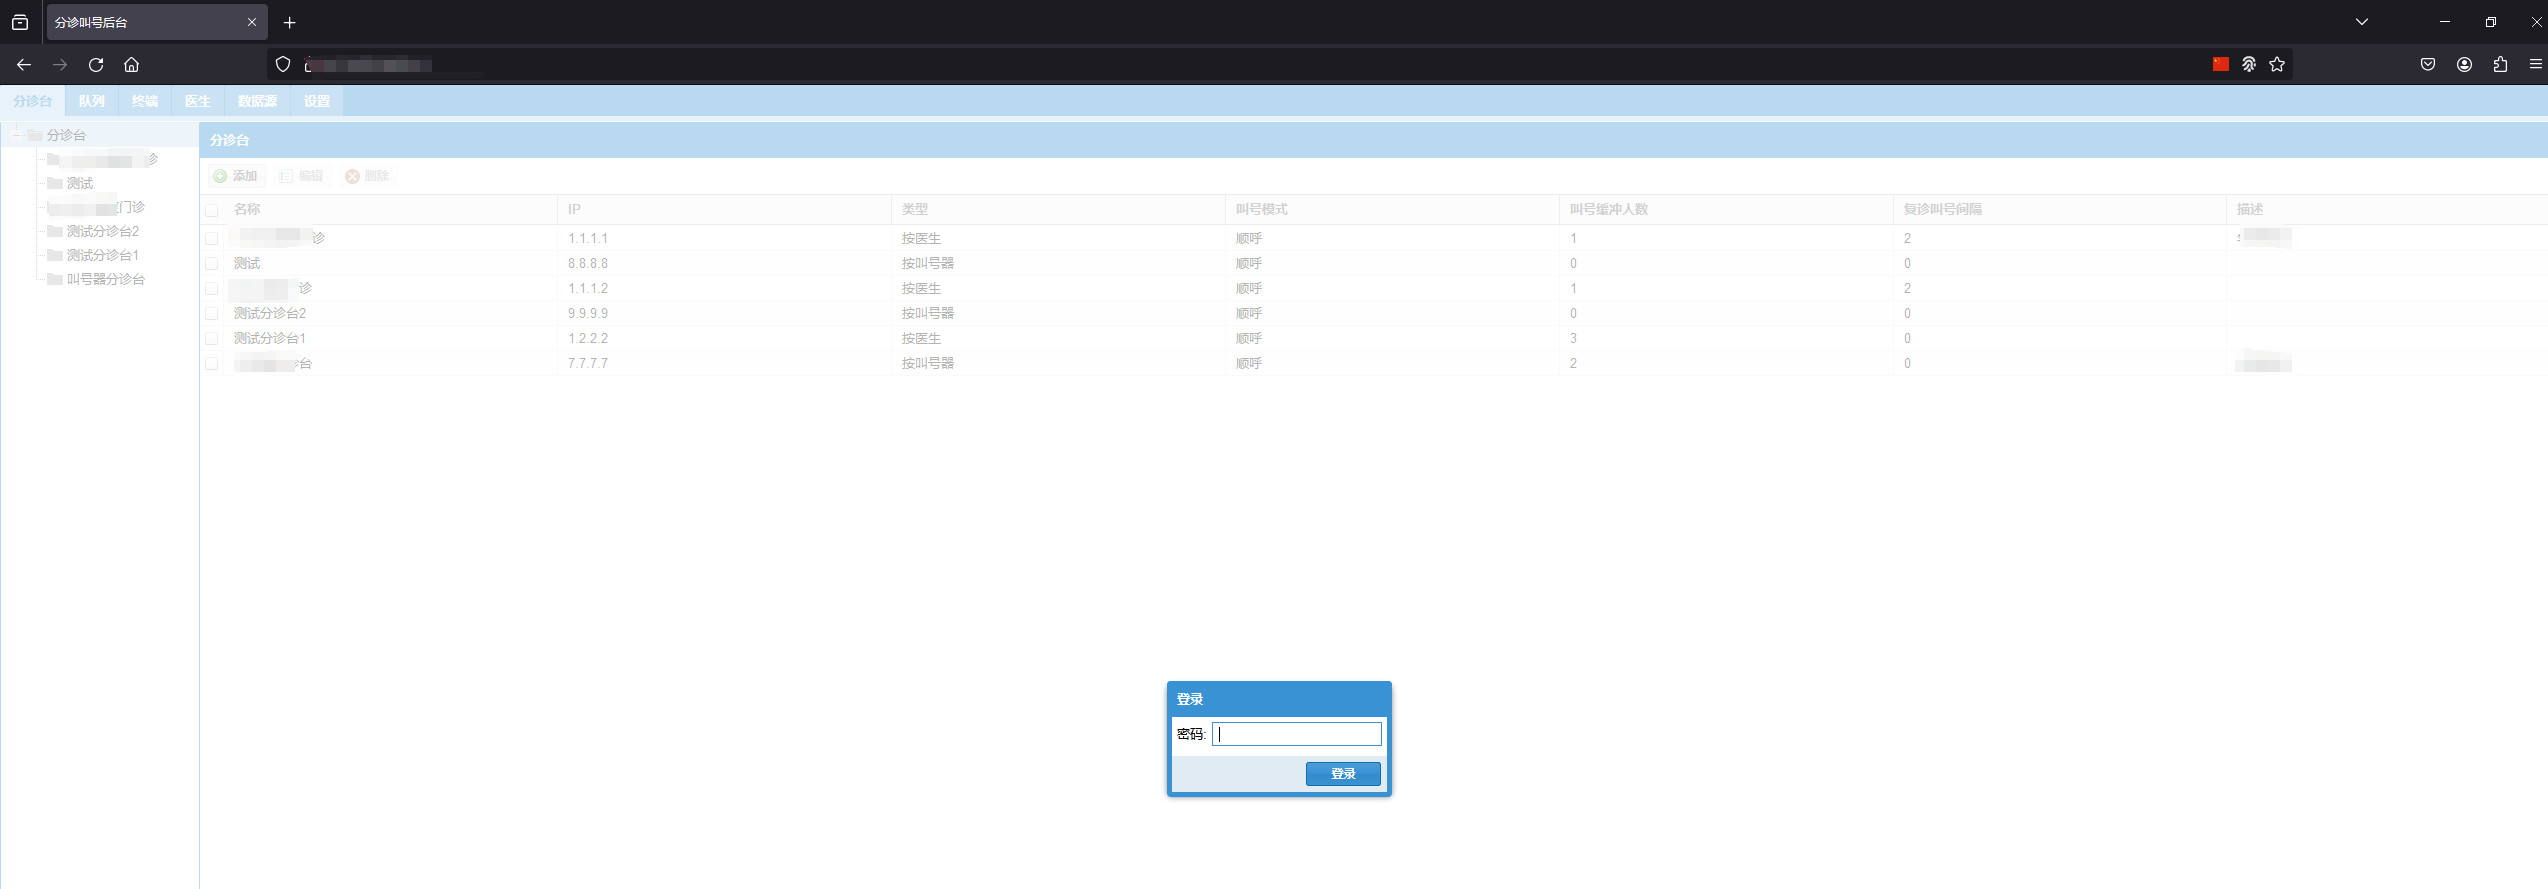 分诊叫号后台
分诊台 队列 终端 医生 数据源 设置
分诊台
诊
测试
门诊
测试分诊台2
测试分诊台1
叫号器分诊台
分诊台
添加 编辑 删除
名称 IP 类型 叫号模式 叫号缓冲人数 复诊叫号间隔 描述
诊 1.1.1.1 按医生 顺呼 1 2
测试 8.8.8.8 按叫号器 顺呼 0 0
诊 1.1.1.2 按医生 顺呼 1 2
测试分诊台2 9.9.9.9 按叫号器 顺呼 0 0
测试分诊台1 1.2.2.2 按医生 顺呼 3 0
台 7.7.7.7 按叫号器 顺呼 2 0
登录
密码:
登录